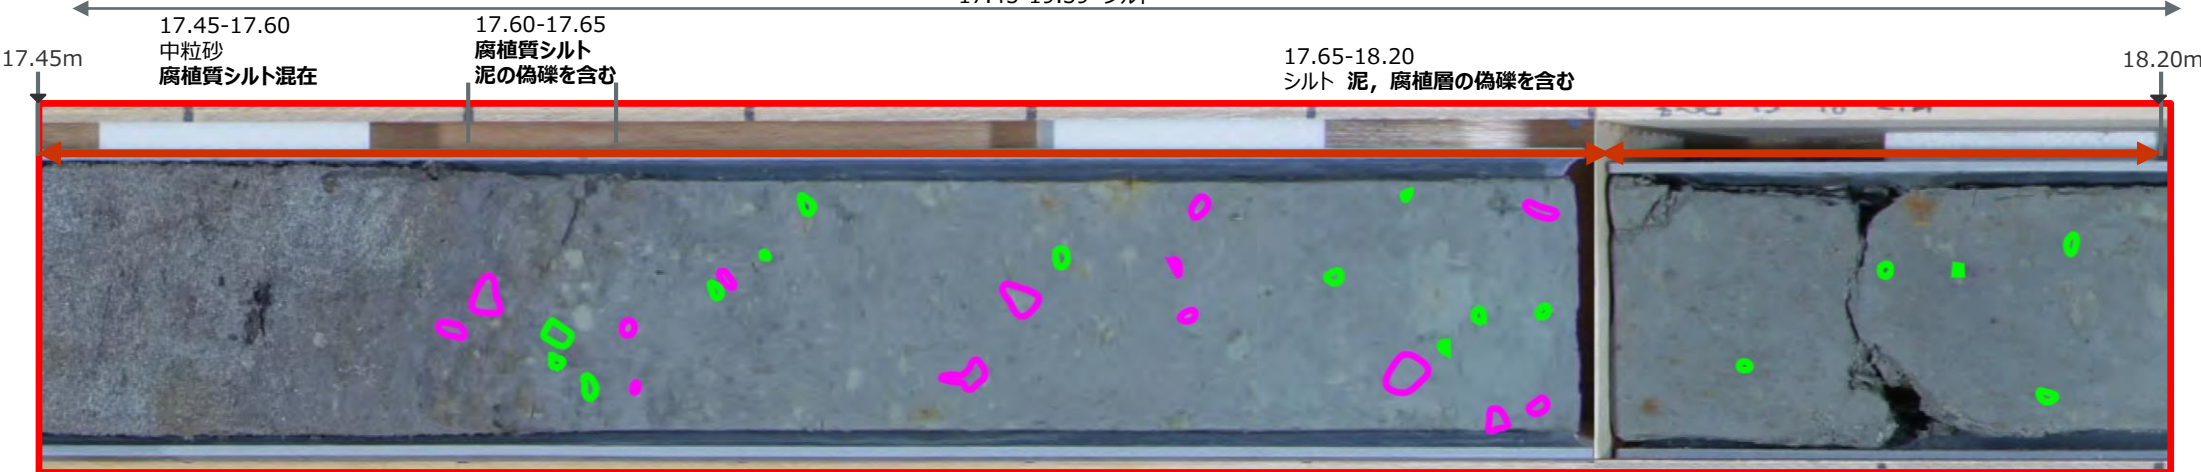 17.45-17.60
中粒砂
腐植質シルト混在
17.60-17.65
腐植質シルト
泥の偽礫を含む
17.65-18.20
シルト 泥，腐植層の偽礫を含む
17.45m
18.20m